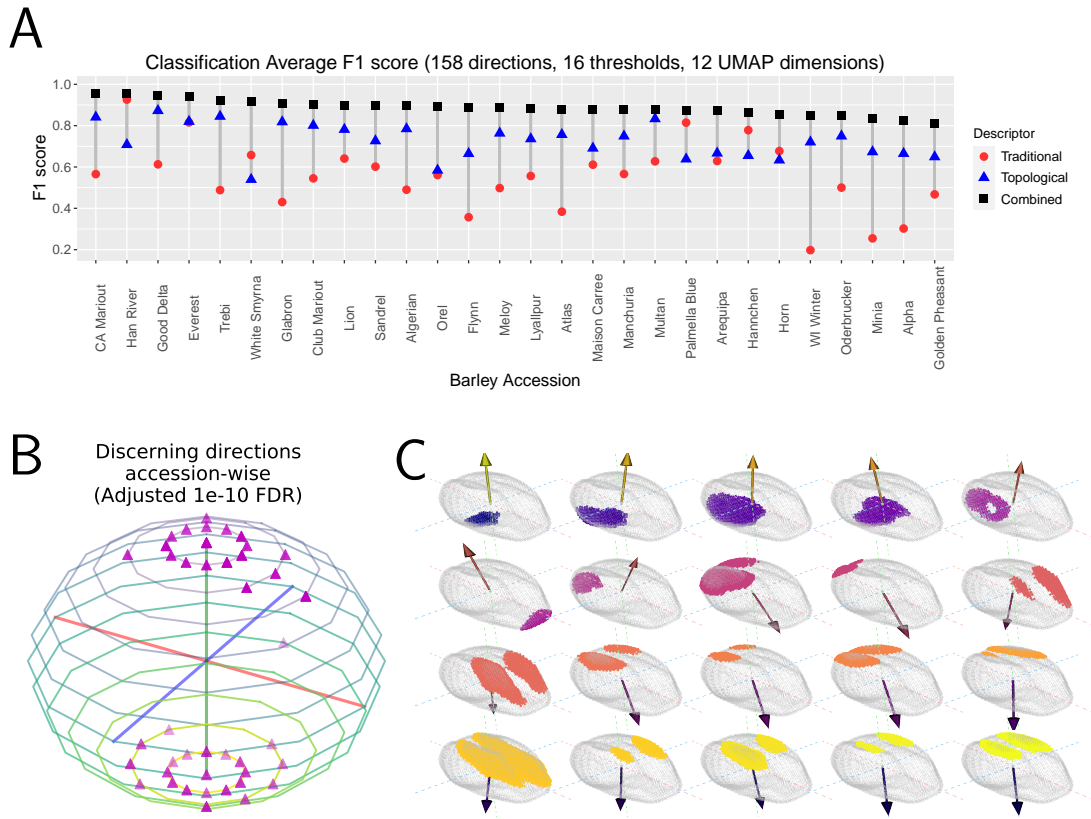 A
Classification Average F1 score (158 directions, 16 thresholds, 12 UMAP dimensions)
F1 score
1.0
0.8
0.6
0.4
0.2
Descriptor
Traditional
Topological
Combined
CA Mariout
Han River
Good Delta
Everest
Trebi
White Smyrna
Glabron
Club Mariout
Lion
Sandrel
Algerian
Orel
Flynn
Meloy
Lyallpur
Atlas
Maison Carree
Manchuria
Multan
Palmella Blue
Arequipa
Hannchen
Horn
WI Winter
Oderbrucker
Minia
Alpha
Golden Pheasant
Barley Accession
B
Discerning directions
accession-wise
(Adjusted 1e-10 FDR)
C